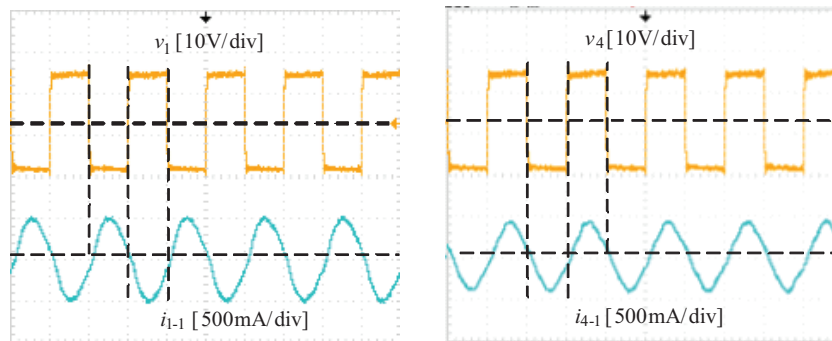 v₁ [10V/div]
i₁₋₁ [500mA/div]
v₄ [10V/div]
i₄₋₁ [500mA/div]